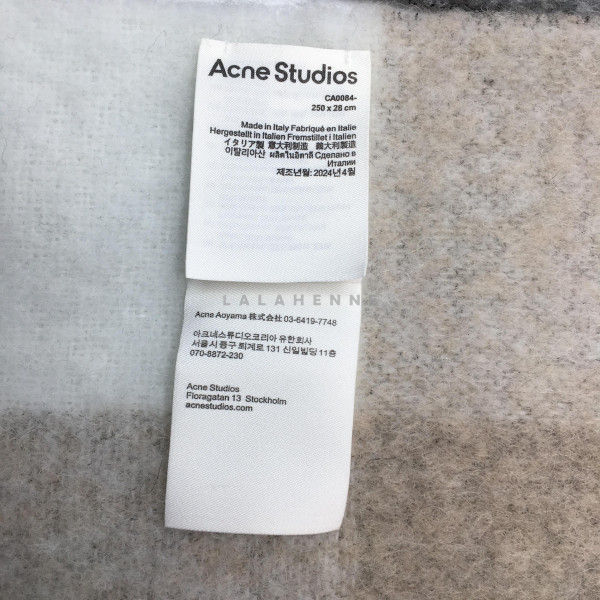 Acne Studios
CA0084-
250 x 28 cm
Made in Italy Fabriqué en Italie
Hergestellt in Italien Fremstillet i Italien
イタリア製 意大利制造 義大利製造
이탈리아산 ผลิตในอิตาลี Сделано в
Италии
제조년월: 2024년 4월
LALAHENN
Acne Aoyama 株式会社 03-6419-7748
아크네스튜디오코리아 유한회사
서울시 중구 퇴계로 131 신일빌딩 11층
070-8872-230
Acne Studios
Floragatan 13 Stockholm
acnestudios.com